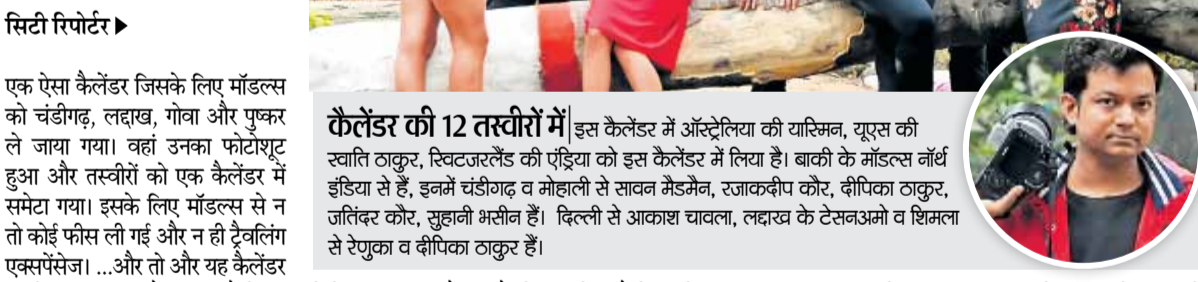 सिटी रिपोर्टर
एक ऐसा कैलेंडर जिसके लिए मॉडल्स
को चंडीगढ़, लद्दाख, गोवा और पुष्कर
ले जाया गया। वहां उनका फोटोशूट
हुआ और तस्वीरों को एक कैलेंडर में
समेटा गया। इसके लिए मॉडल्स से न
तो कोई फीस ली गई और न ही ट्रैवलिंग
एक्सपेंसेज। ...और तो और यह कैलेंडर
कैलेंडर की 12 तस्वीरों में| इस कैलेंडर में ऑस्ट्रेलिया की यास्मिन, यूएस की
स्वाति ठाकुर, स्विटजरलैंड की एंड्रिया को इस कैलेंडर में लिया है। बाकी के मॉडल्स नॉर्थ
इंडिया से हैं, इनमें चंडीगढ़ व मोहाली से सावन मैडमैन, रजाकदीप कौर, दीपिका ठाकुर,
जतिंदर कौर, सुहानी भसीन हैं। दिल्ली से आकाश चावला, लद्दाख के टेसनअमो व शिमला
से रेणुका व दीपिका ठाकुर हैं।